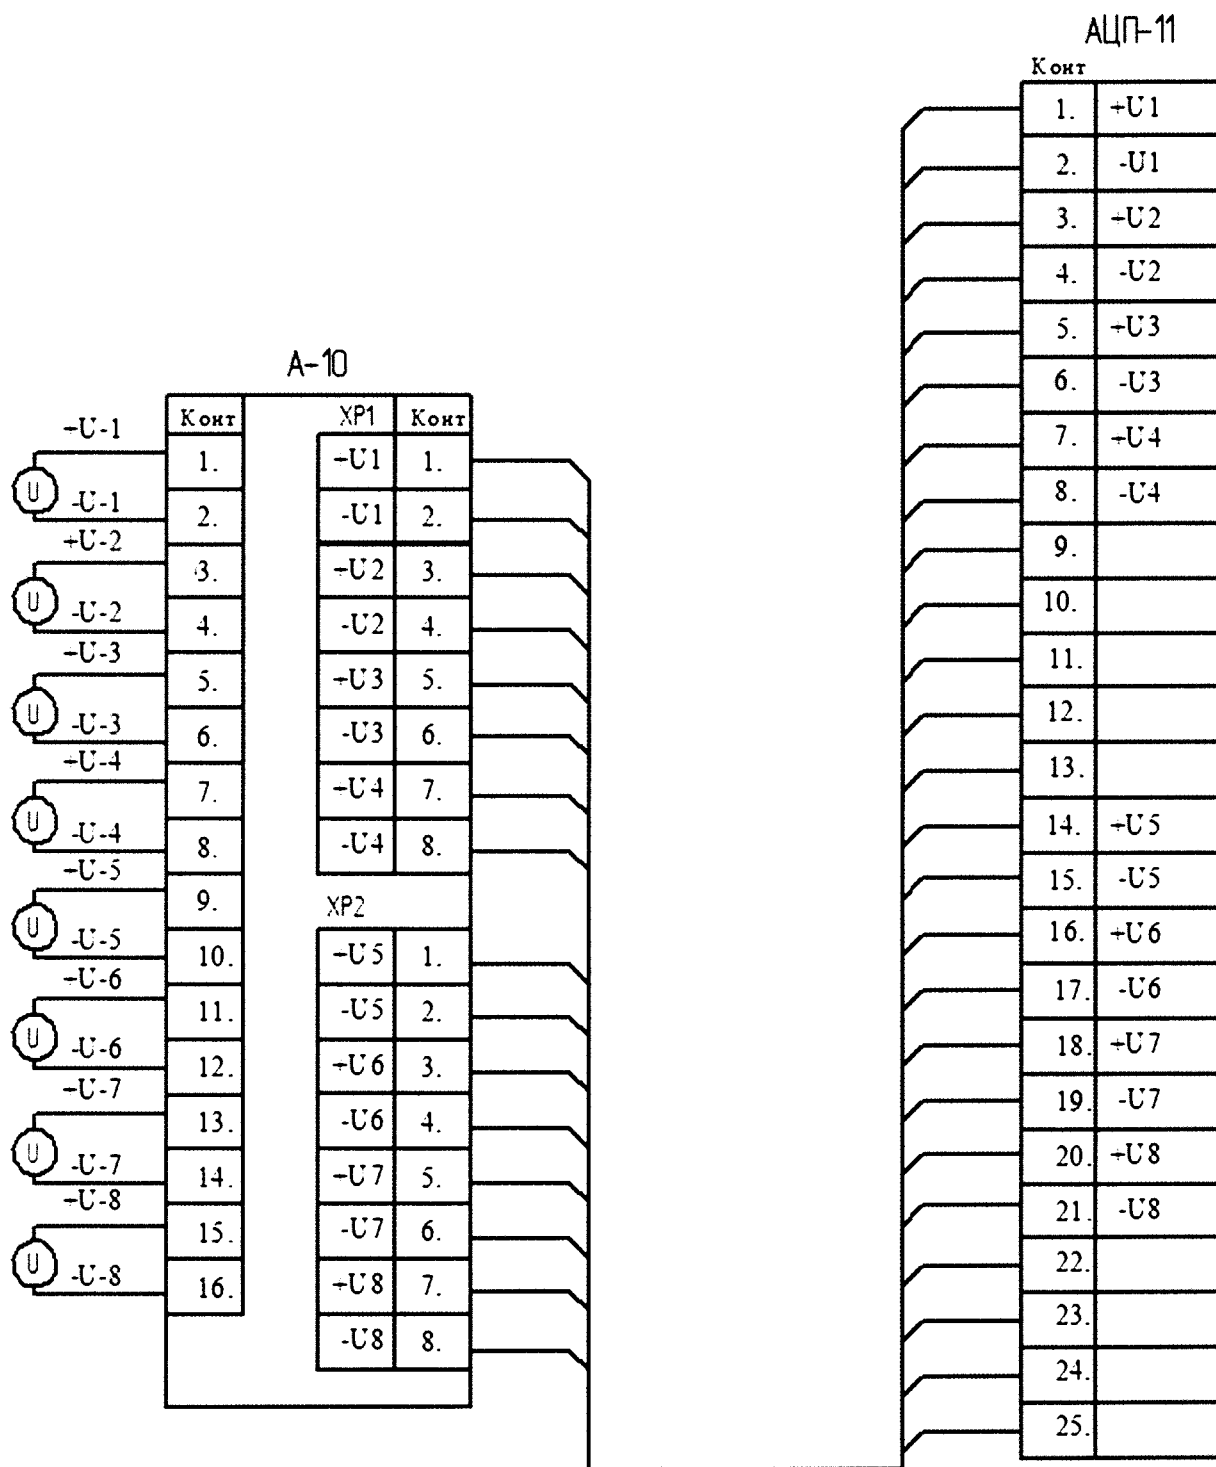 АЦП-11
Конт
1. +U1
2. -U1
3. +U2
4. -U2
5. +U3
6. -U3
7. +U4
8. -U4
9.
10.
11.
12.
13.
14. +U5
15. -U5
16. +U6
17. -U6
18. +U7
19. -U7
20. +U8
21. -U8
22.
23.
24.
25.
А-10
Конт
+U-1
U
-U-1
+U-2
U
-U-2
+U-3
U
-U-3
+U-4
U
-U-4
+U-5
U
-U-5
+U-6
U
-U-6
+U-7
U
-U-7
+U-8
U
-U-8
1.
2.
3.
4.
5.
6.
7.
8.
9.
10.
11.
12.
13.
14.
15.
16.
XP1 Конт
+U1 1.
-U1 2.
+U2 3.
-U2 4.
+U3 5.
-U3 6.
+U4 7.
-U4 8.
XP2
+U5 1.
-U5 2.
+U6 3.
-U6 4.
+U7 5.
-U7 6.
+U8 7.
-U8 8.